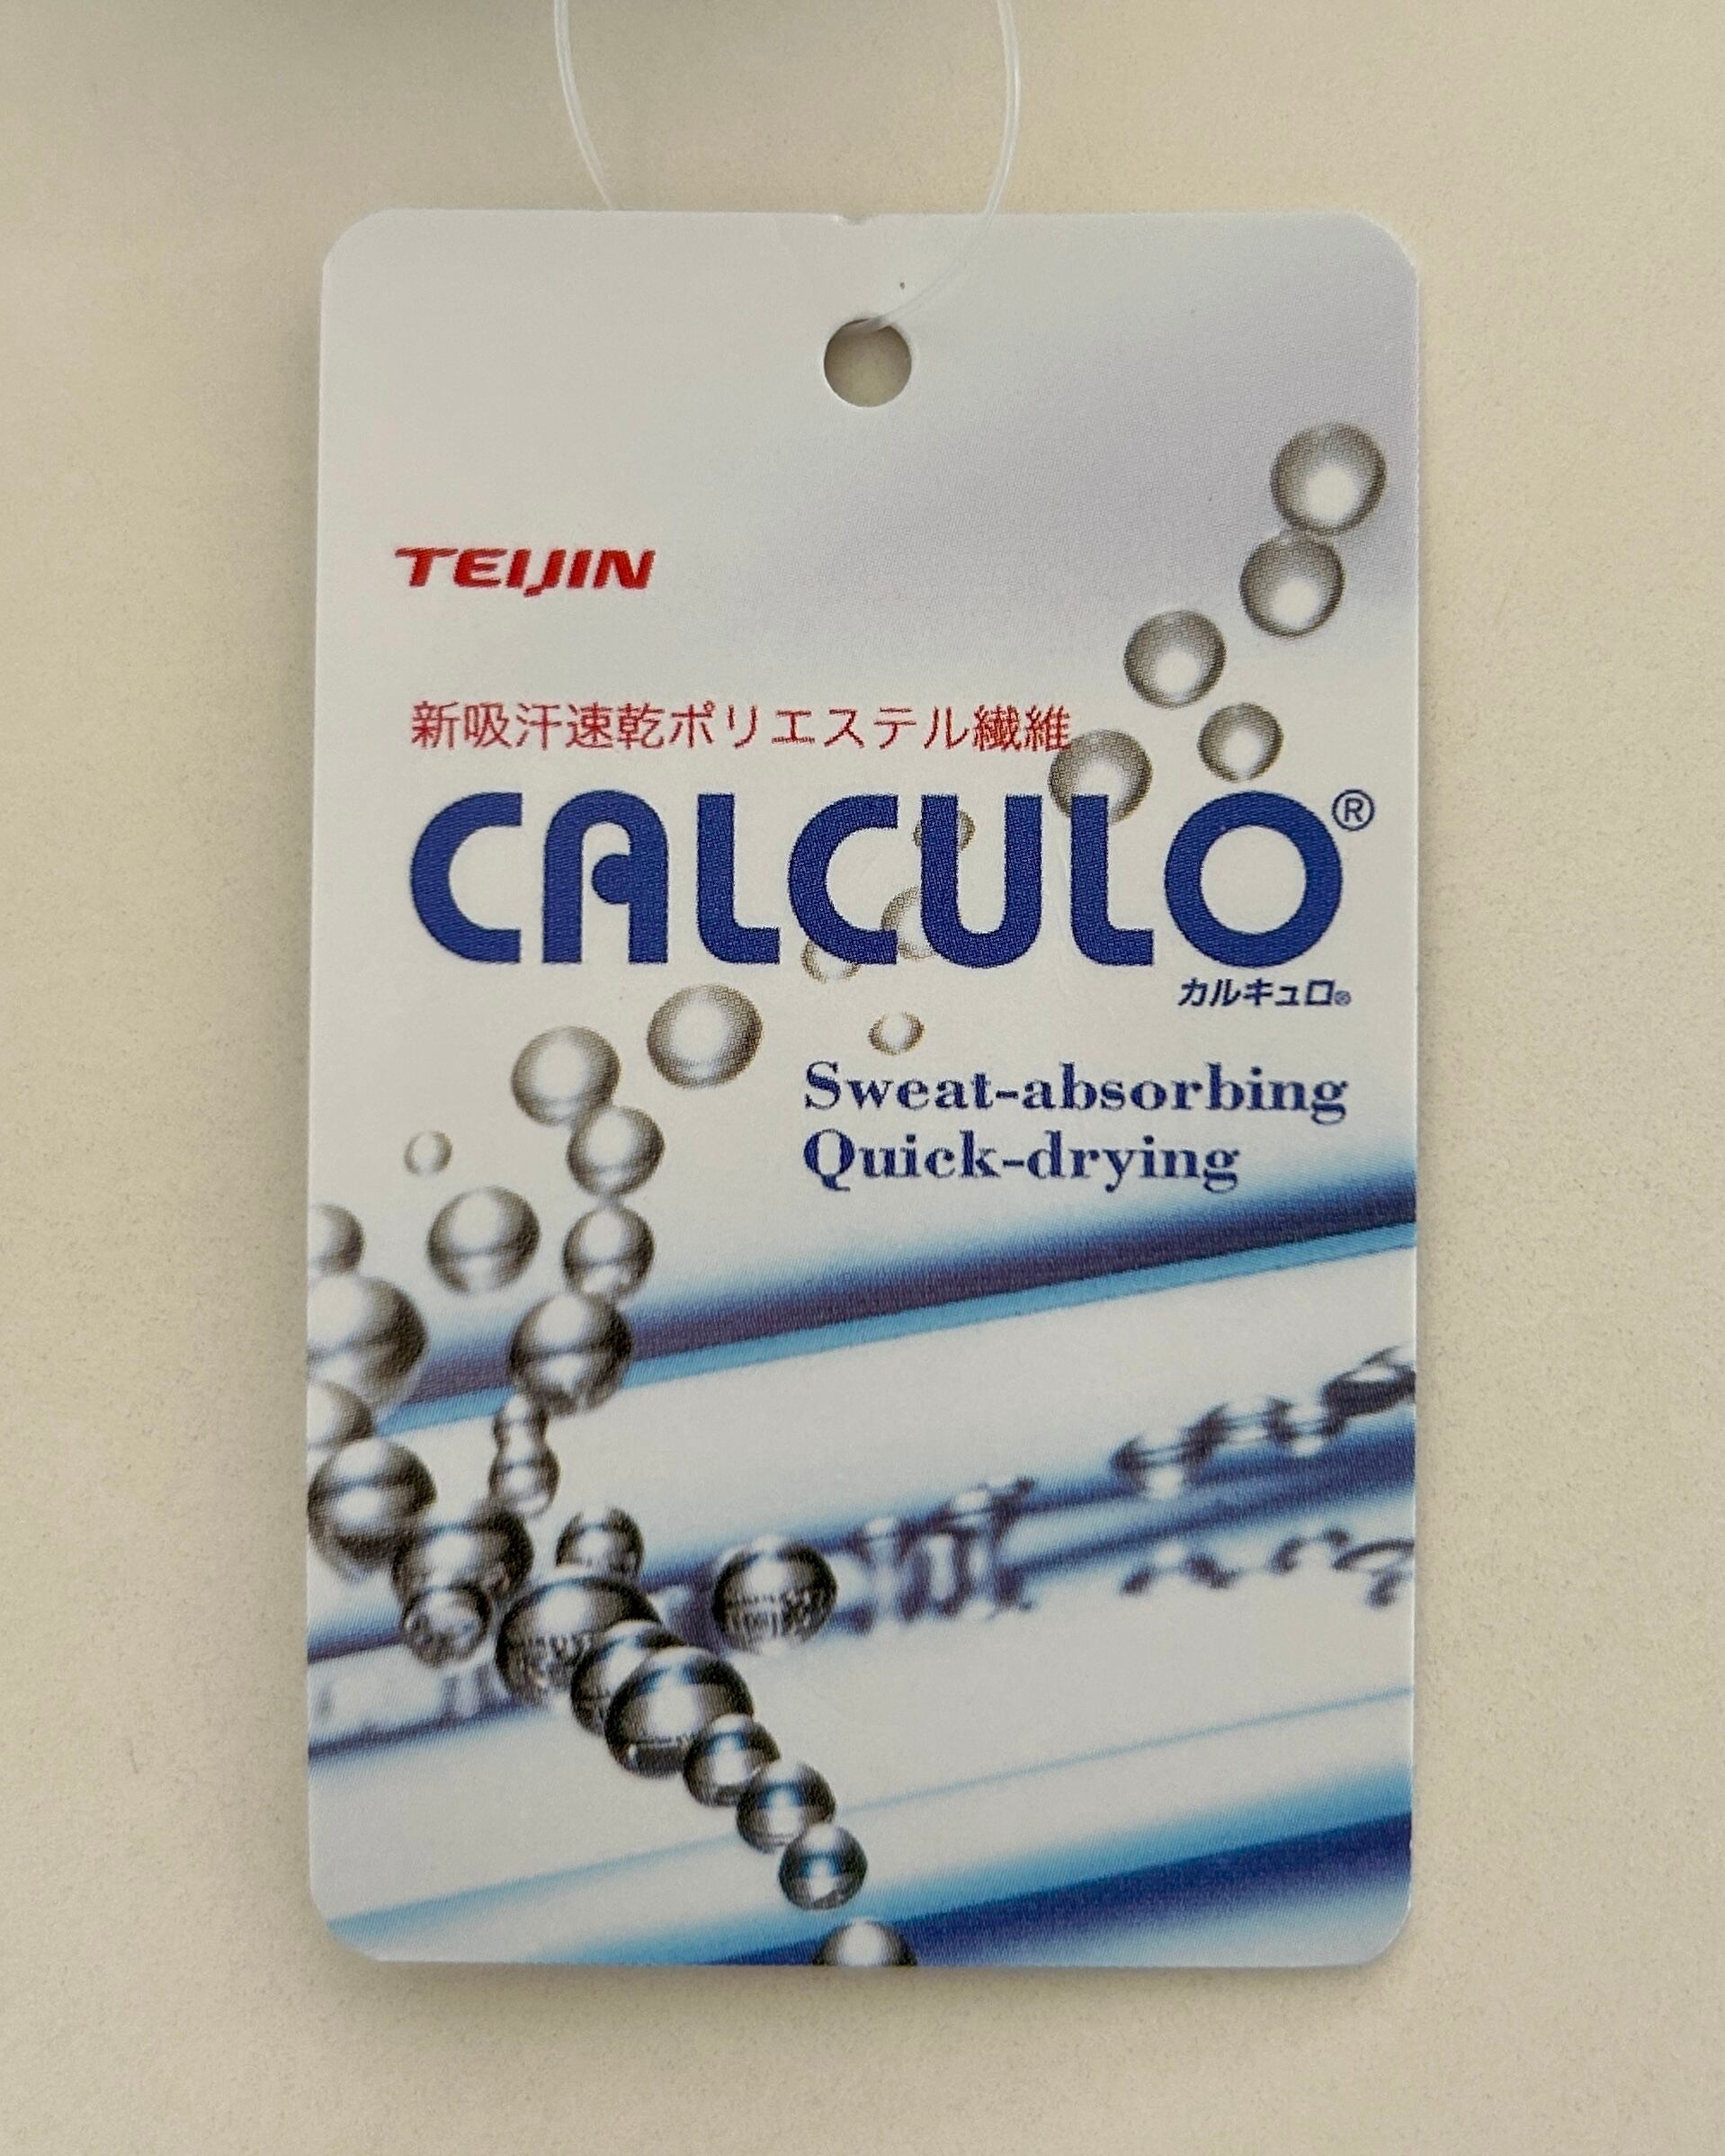 TEIJIN
新吸汗速乾ポリエステル繊維
CALCULO®
カルキュロ®
Sweat-absorbing
Quick-drying